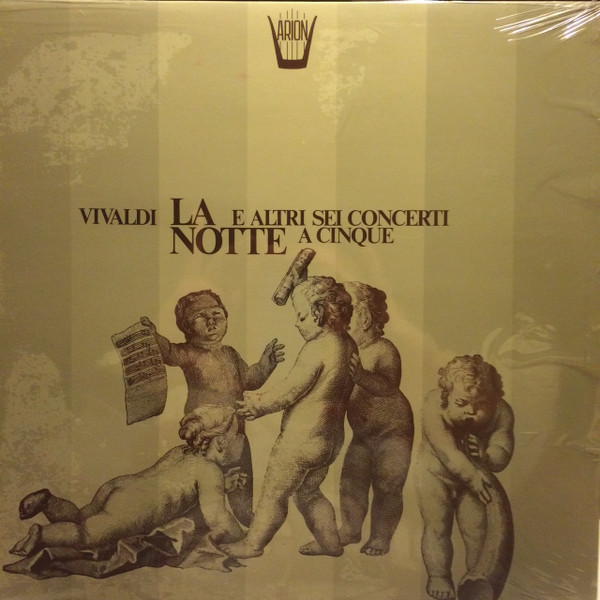 ARION
VIVALDI LA NOTTE E ALTRI SEI CONCERTI
A CINQUE